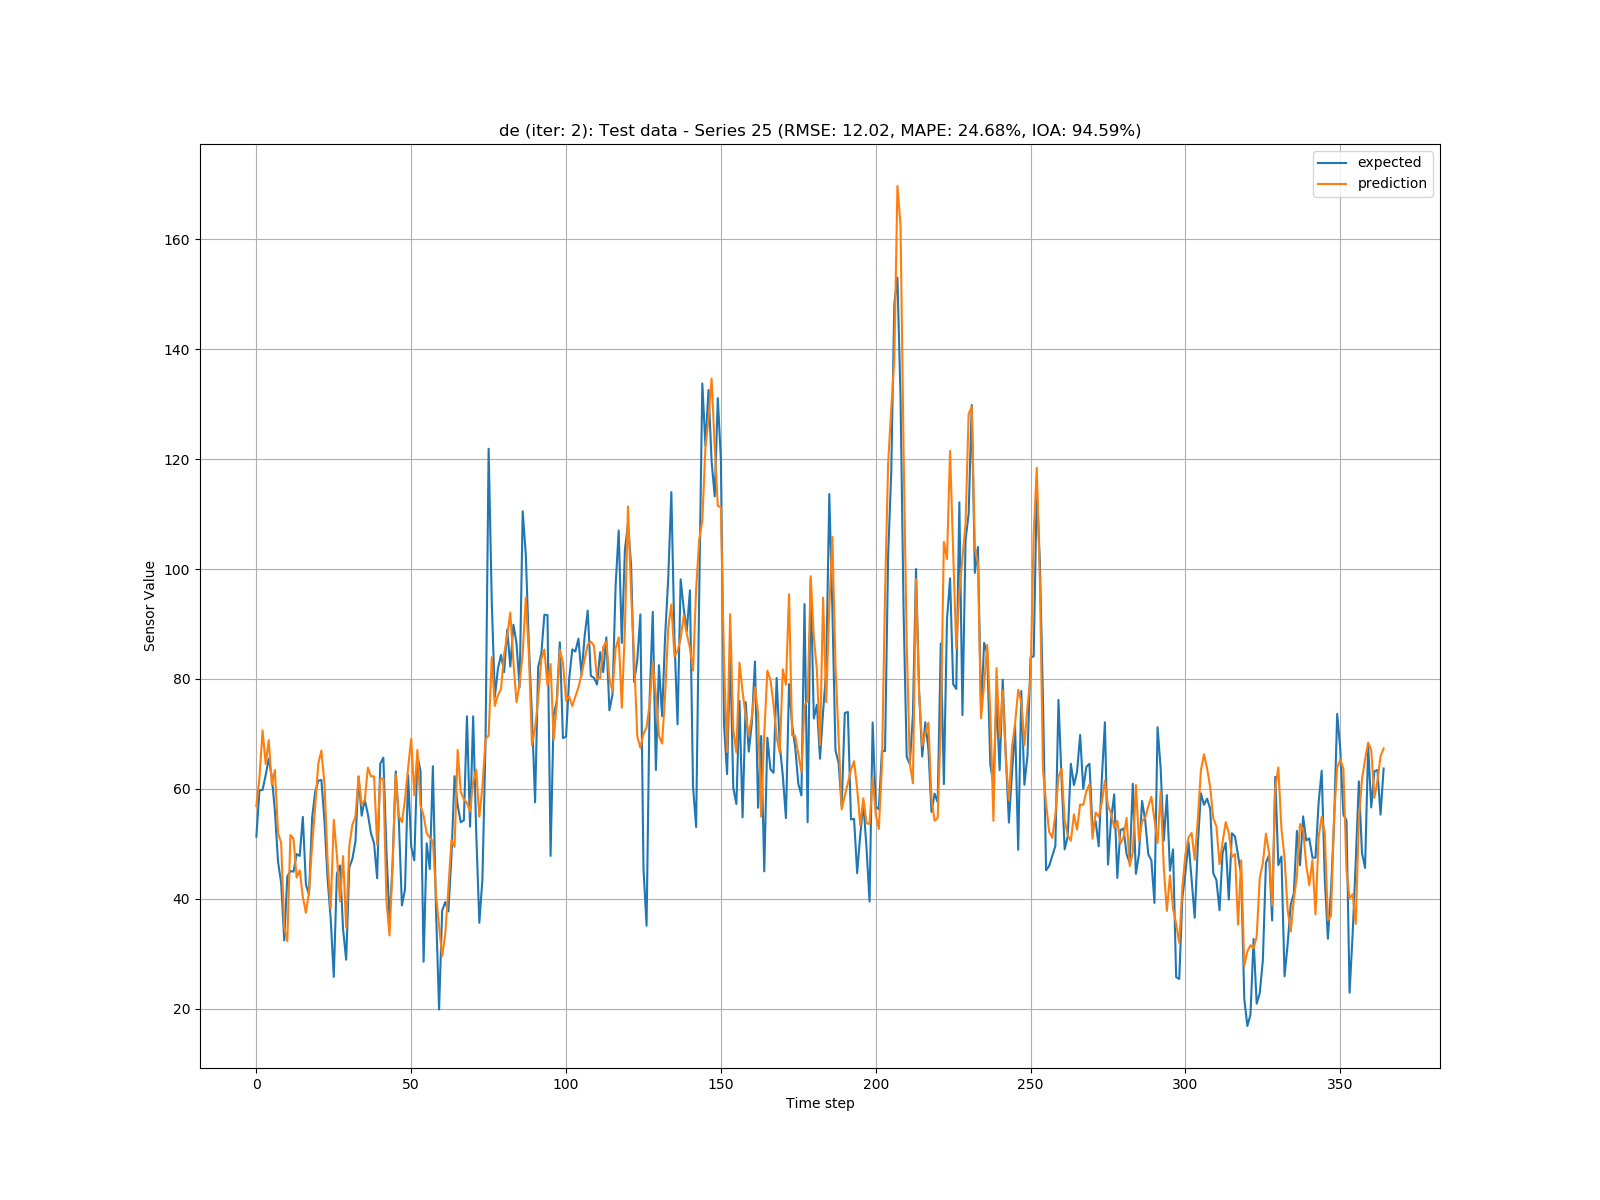 de (iter: 2): Test data - Series 25 (RMSE: 12.02, MAPE: 24.68%, IOA: 94.59%)
expected
prediction
160
140
120
100
80
60
40
20
Sensor Value
0 50 100 150 200 250 300 350
Time step